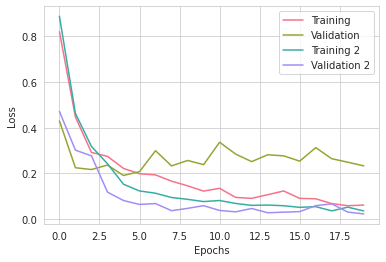 Training
Validation
Training 2
Validation 2
Loss
0.8
0.6
0.4
0.2
0.0
0.0 2.5 5.0 7.5 10.0 12.5 15.0 17.5
Epochs